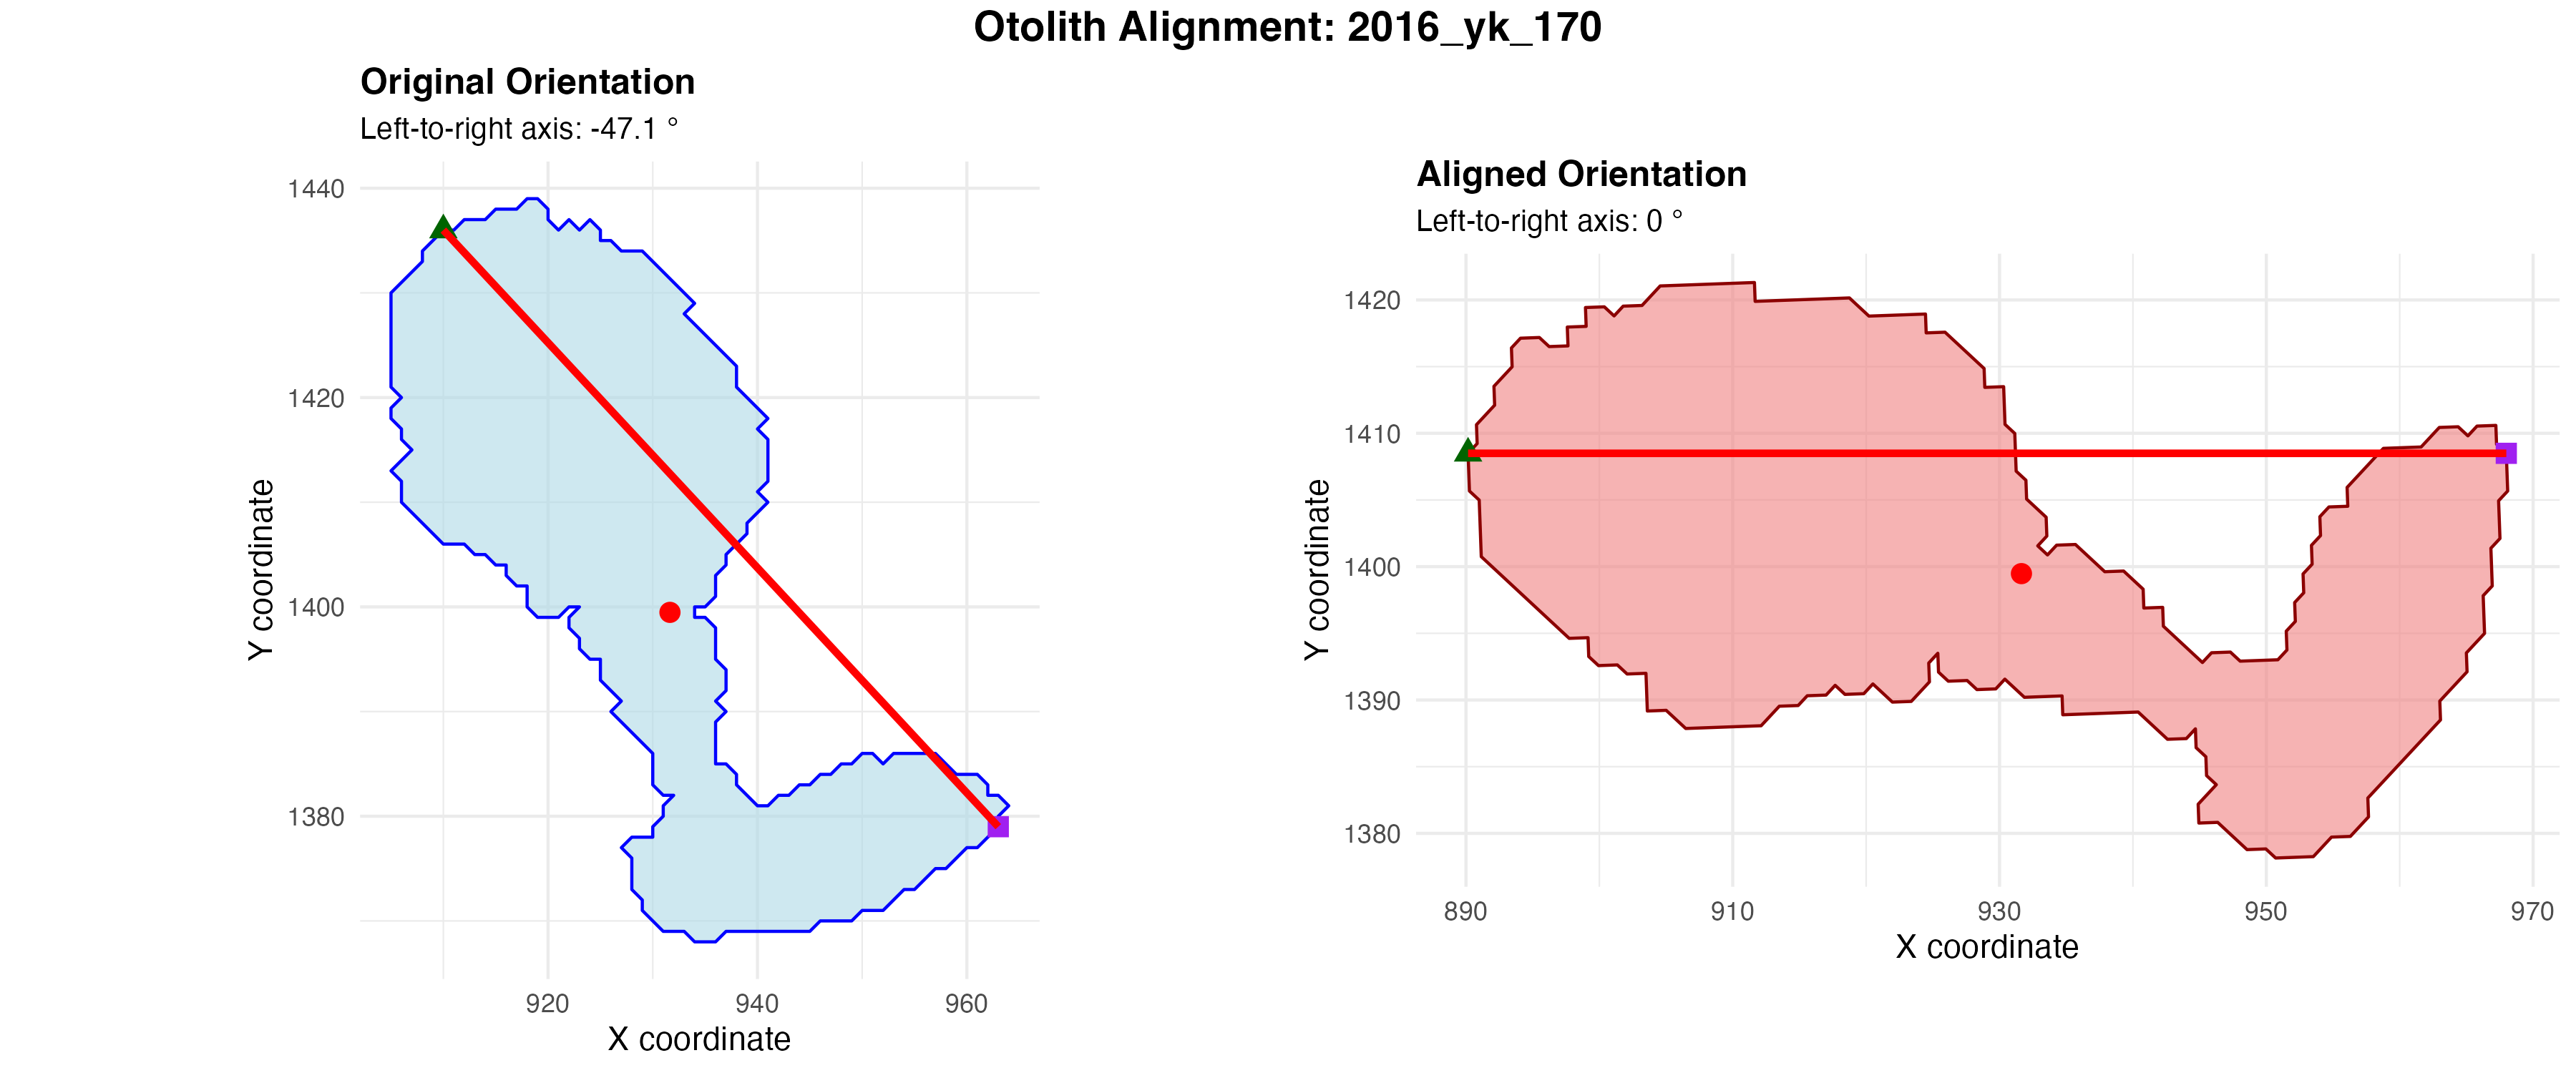 Otolith Alignment: 2016_yk_170
Original Orientation
Left-to-right axis: -47.1 °
1440
1420
1400
1380
Y coordinate
920 940 960
X coordinate
Aligned Orientation
Left-to-right axis: 0 °
1420
1410
1400
1390
1380
Y coordinate
890 910 930 950 970
X coordinate